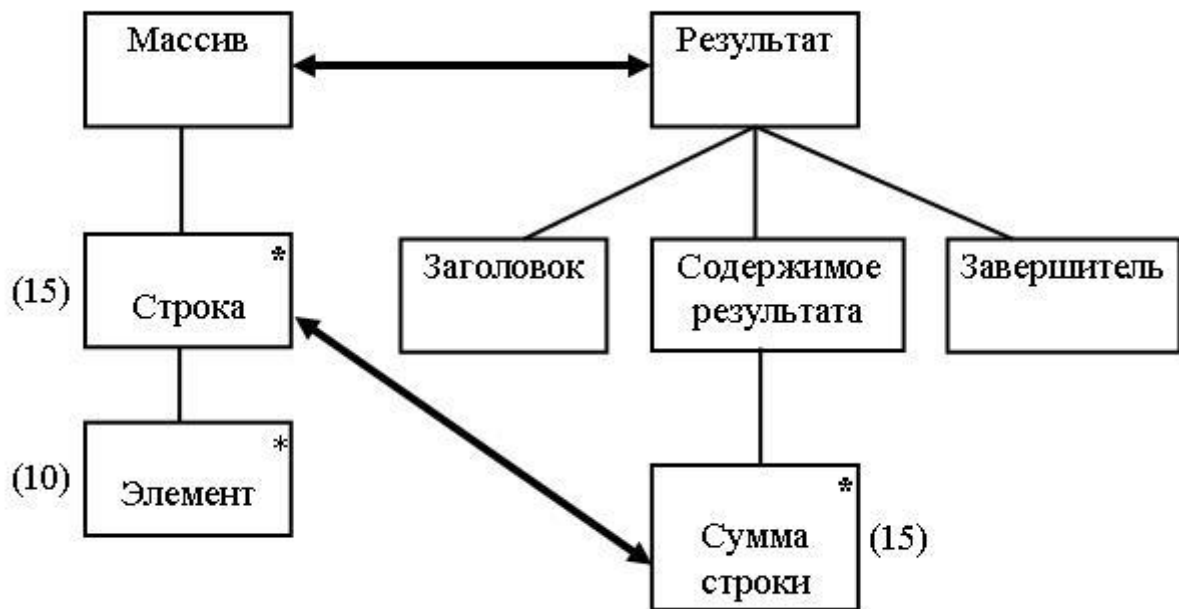 Массив
Результат
*
(15)
Строка
Заголовок
Содержимое
результата
Завершитель
*
(10)
Элемент
*
Сумма
строки
(15)